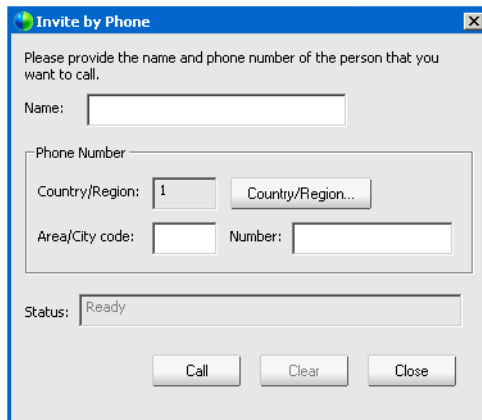 Invite by Phone
Please provide the name and phone number of the person that you
want to call.
Name:
Phone Number
Country/Region: 1 Country/Region...
Area/City code: Number:
Status: Ready
Call Clear Close